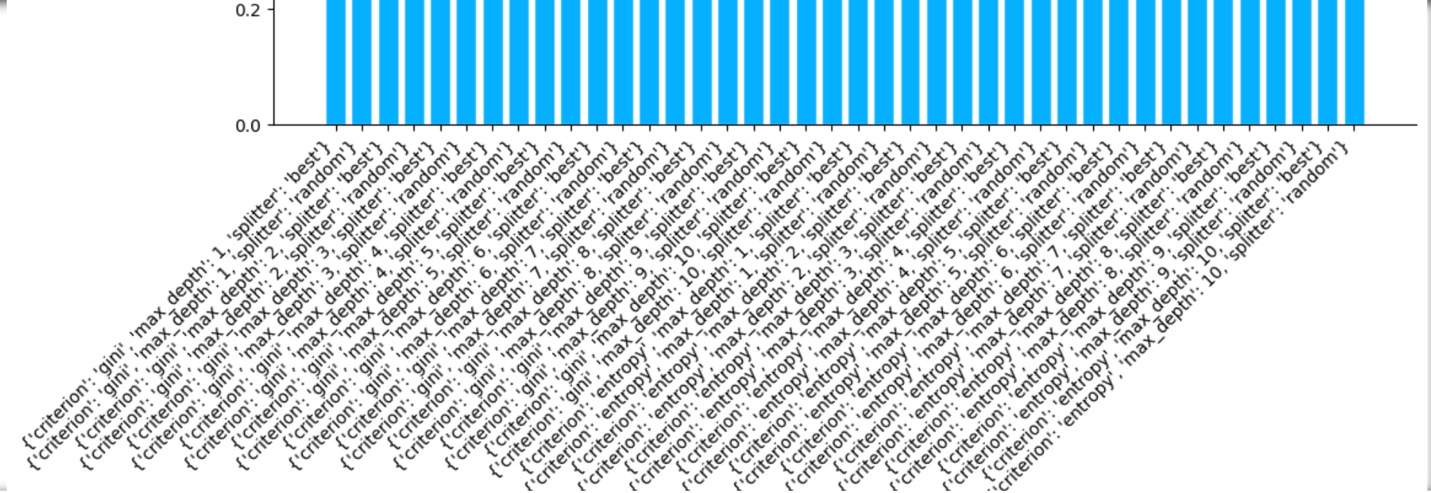 0.2
0.0
{'criterion': 'gini', 'max_depth': 1, 'splitter': 'best'}
{'criterion': 'gini', 'max_depth': 1, 'splitter': 'random'}
{'criterion': 'gini', 'max_depth': 2, 'splitter': 'best'}
{'criterion': 'gini', 'max_depth': 2, 'splitter': 'random'}
{'criterion': 'gini', 'max_depth': 3, 'splitter': 'best'}
{'criterion': 'gini', 'max_depth': 3, 'splitter': 'random'}
{'criterion': 'gini', 'max_depth': 4, 'splitter': 'best'}
{'criterion': 'gini', 'max_depth': 4, 'splitter': 'random'}
{'criterion': 'gini', 'max_depth': 5, 'splitter': 'best'}
{'criterion': 'gini', 'max_depth': 5, 'splitter': 'random'}
{'criterion': 'gini', 'max_depth': 6, 'splitter': 'best'}
{'criterion': 'gini', 'max_depth': 6, 'splitter': 'random'}
{'criterion': 'gini', 'max_depth': 7, 'splitter': 'best'}
{'criterion': 'gini', 'max_depth': 7, 'splitter': 'random'}
{'criterion': 'gini', 'max_depth': 8, 'splitter': 'best'}
{'criterion': 'gini', 'max_depth': 8, 'splitter': 'random'}
{'criterion': 'gini', 'max_depth': 9, 'splitter': 'best'}
{'criterion': 'gini', 'max_depth': 9, 'splitter': 'random'}
{'criterion': 'gini', 'max_depth': 10, 'splitter': 'best'}
{'criterion': 'gini', 'max_depth': 10, 'splitter': 'random'}
{'criterion': 'entropy', 'max_depth': 1, 'splitter': 'best'}
{'criterion': 'entropy', 'max_depth': 1, 'splitter': 'random'}
{'criterion': 'entropy', 'max_depth': 2, 'splitter': 'best'}
{'criterion': 'entropy', 'max_depth': 2, 'splitter': 'random'}
{'criterion': 'entropy', 'max_depth': 3, 'splitter': 'best'}
{'criterion': 'entropy', 'max_depth': 3, 'splitter': 'random'}
{'criterion': 'entropy', 'max_depth': 4, 'splitter': 'best'}
{'criterion': 'entropy', 'max_depth': 4, 'splitter': 'random'}
{'criterion': 'entropy', 'max_depth': 5, 'splitter': 'best'}
{'criterion': 'entropy', 'max_depth': 5, 'splitter': 'random'}
{'criterion': 'entropy', 'max_depth': 6, 'splitter': 'best'}
{'criterion': 'entropy', 'max_depth': 6, 'splitter': 'random'}
{'criterion': 'entropy', 'max_depth': 7, 'splitter': 'best'}
{'criterion': 'entropy', 'max_depth': 7, 'splitter': 'random'}
{'criterion': 'entropy', 'max_depth': 8, 'splitter': 'best'}
{'criterion': 'entropy', 'max_depth': 8, 'splitter': 'random'}
{'criterion': 'entropy', 'max_depth': 9, 'splitter': 'best'}
{'criterion': 'entropy', 'max_depth': 9, 'splitter': 'random'}
{'criterion': 'entropy', 'max_depth': 10, 'splitter': 'best'}
{'criterion': 'entropy', 'max_depth': 10, 'splitter': 'random'}